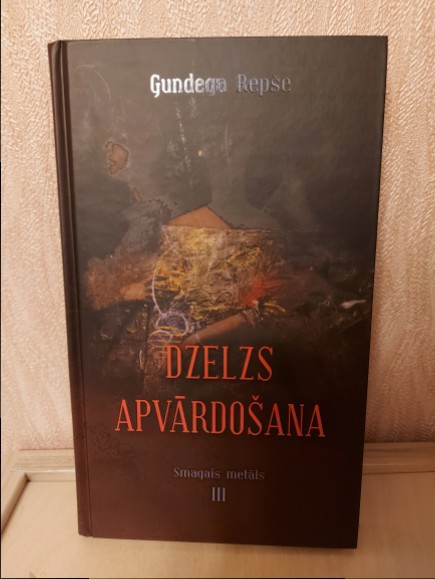 Gundega Repše
DZELZS
APVĀRDOŠANA
Smagais metāls
III